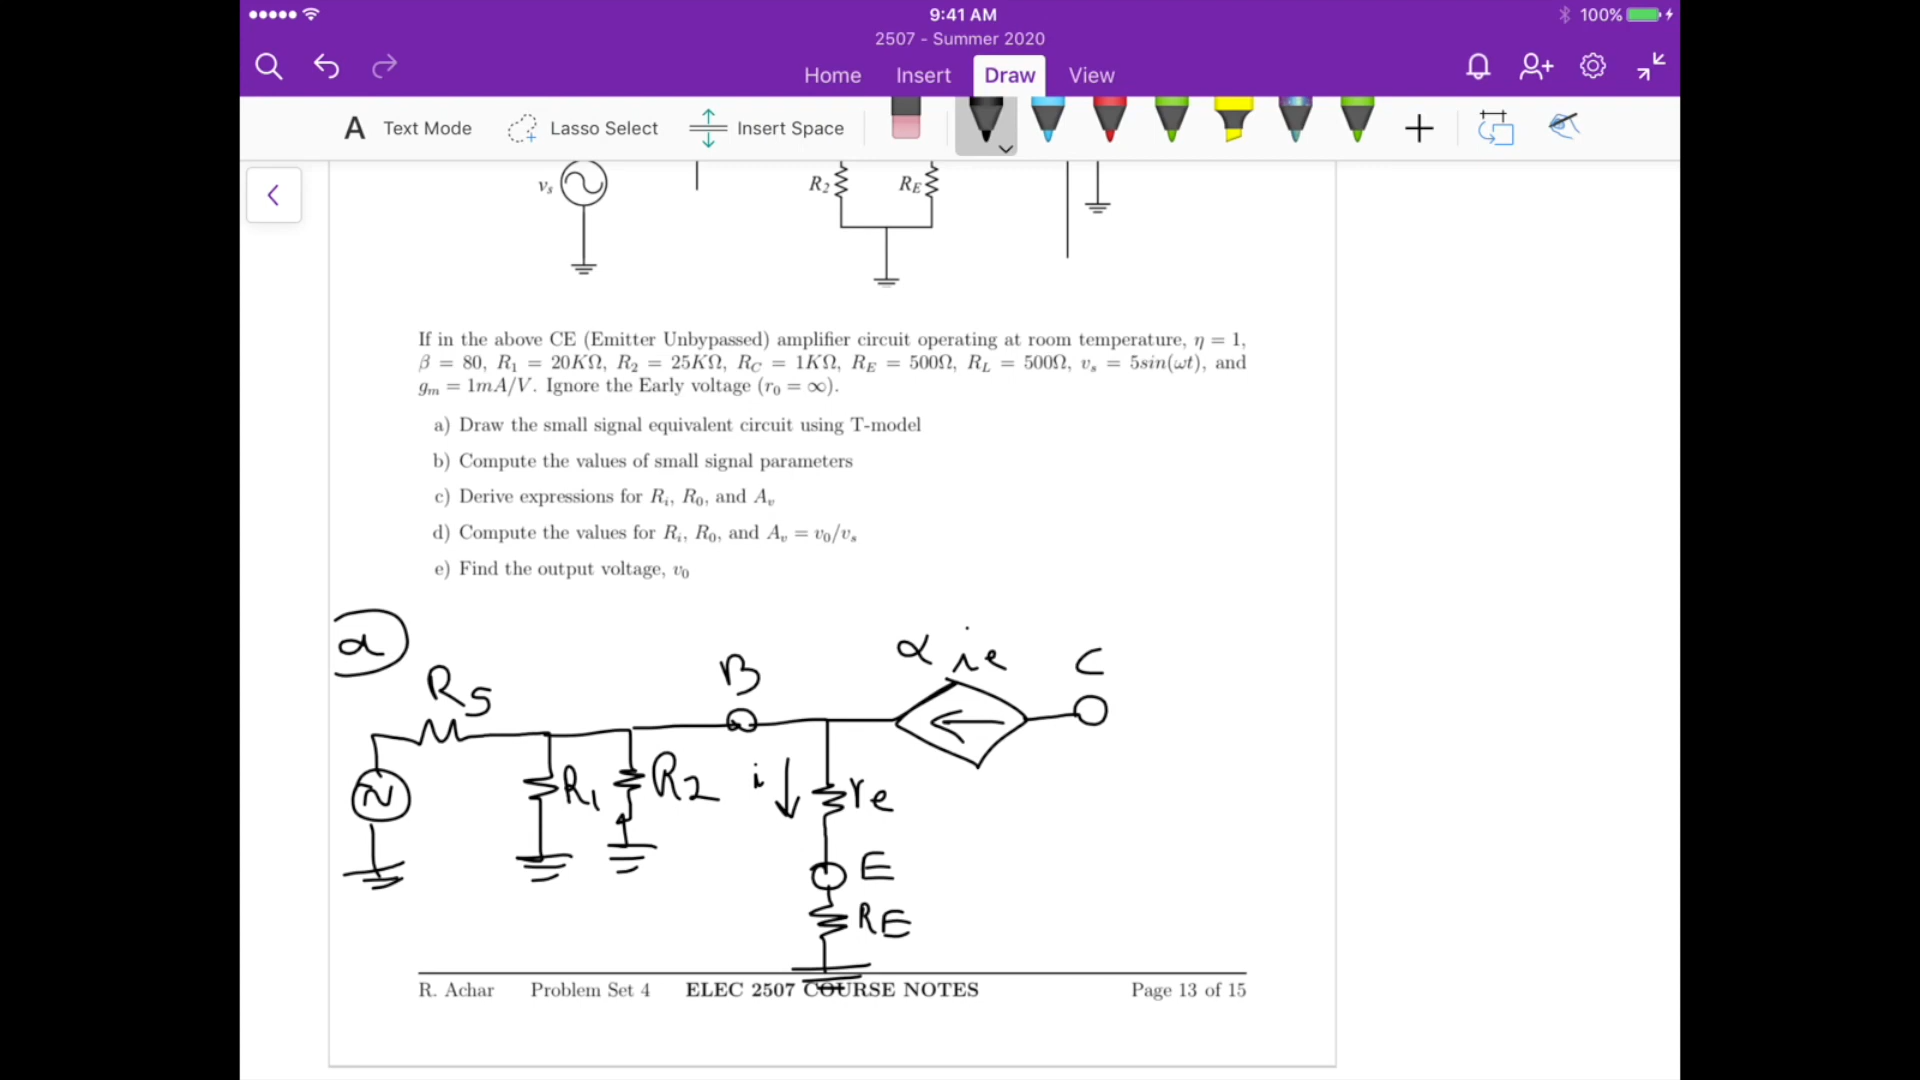 9:41 AM
100%
2507 - Summer 2020
Home Insert Draw View
A Text Mode Lasso Select Insert Space
vₛ R₂ R_E
If in the above CE (Emitter Unbypassed) amplifier circuit operating at room temperature, η = 1,
β = 80, R₁ = 20KΩ, R₂ = 25KΩ, R_C = 1KΩ, R_E = 500Ω, R_L = 500Ω, vₛ = 5sin(ωt), and
gₘ = 1mA/V. Ignore the Early voltage (r₀ = ∞).
a) Draw the small signal equivalent circuit using T-model
b) Compute the values of small signal parameters
c) Derive expressions for Rᵢ, R₀, and Aᵥ
d) Compute the values for Rᵢ, R₀, and Aᵥ = v₀/vₛ
e) Find the output voltage, v₀
a
α ie C
B
RS
R1 R2 i re
E
RE
R. Achar Problem Set 4 ELEC 2507 COURSE NOTES Page 13 of 15